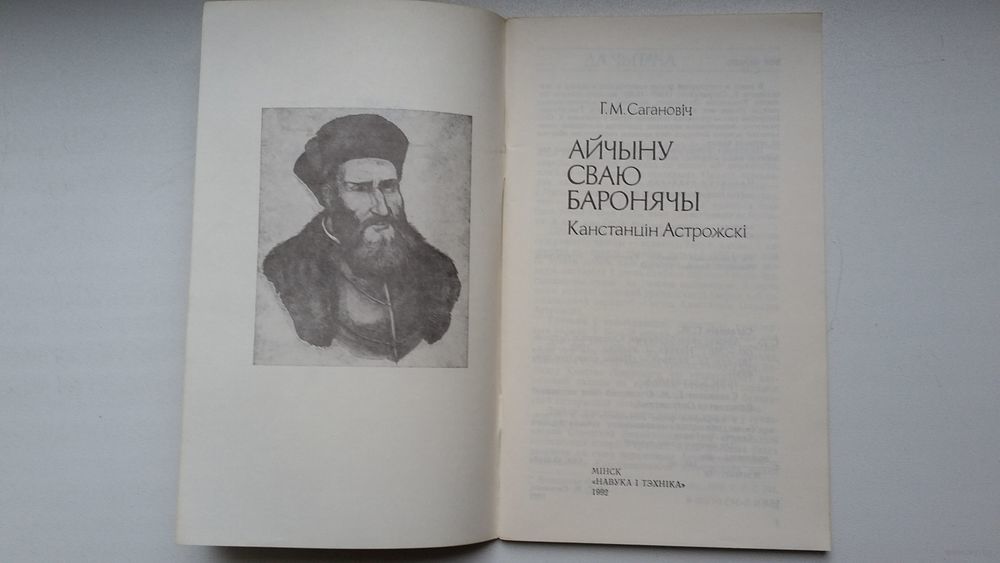 Г. М. Сагановіч
АЙЧЫНУ
СВАЮ
БАРОНЯЧЫ
Канстанцін Астрожскі
МІНСК
«НАВУКА І ТЭХНІКА»
1992